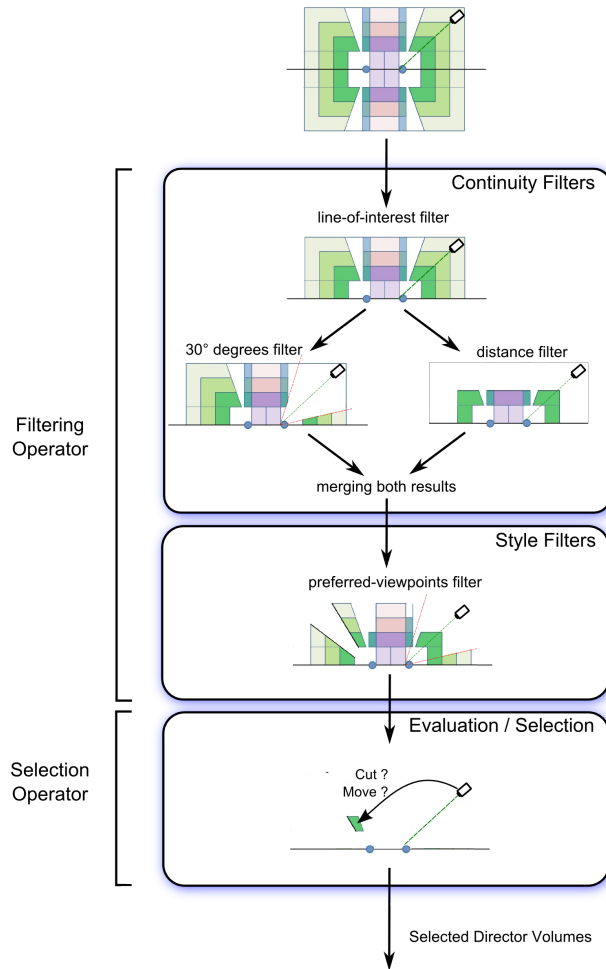 Continuity Filters
line-of-interest filter
30° degrees filter
distance filter
merging both results
Filtering
Operator
Style Filters
preferred-viewpoints filter
Evaluation / Selection
Selection
Operator
Cut ?
Move ?
Selected Director Volumes